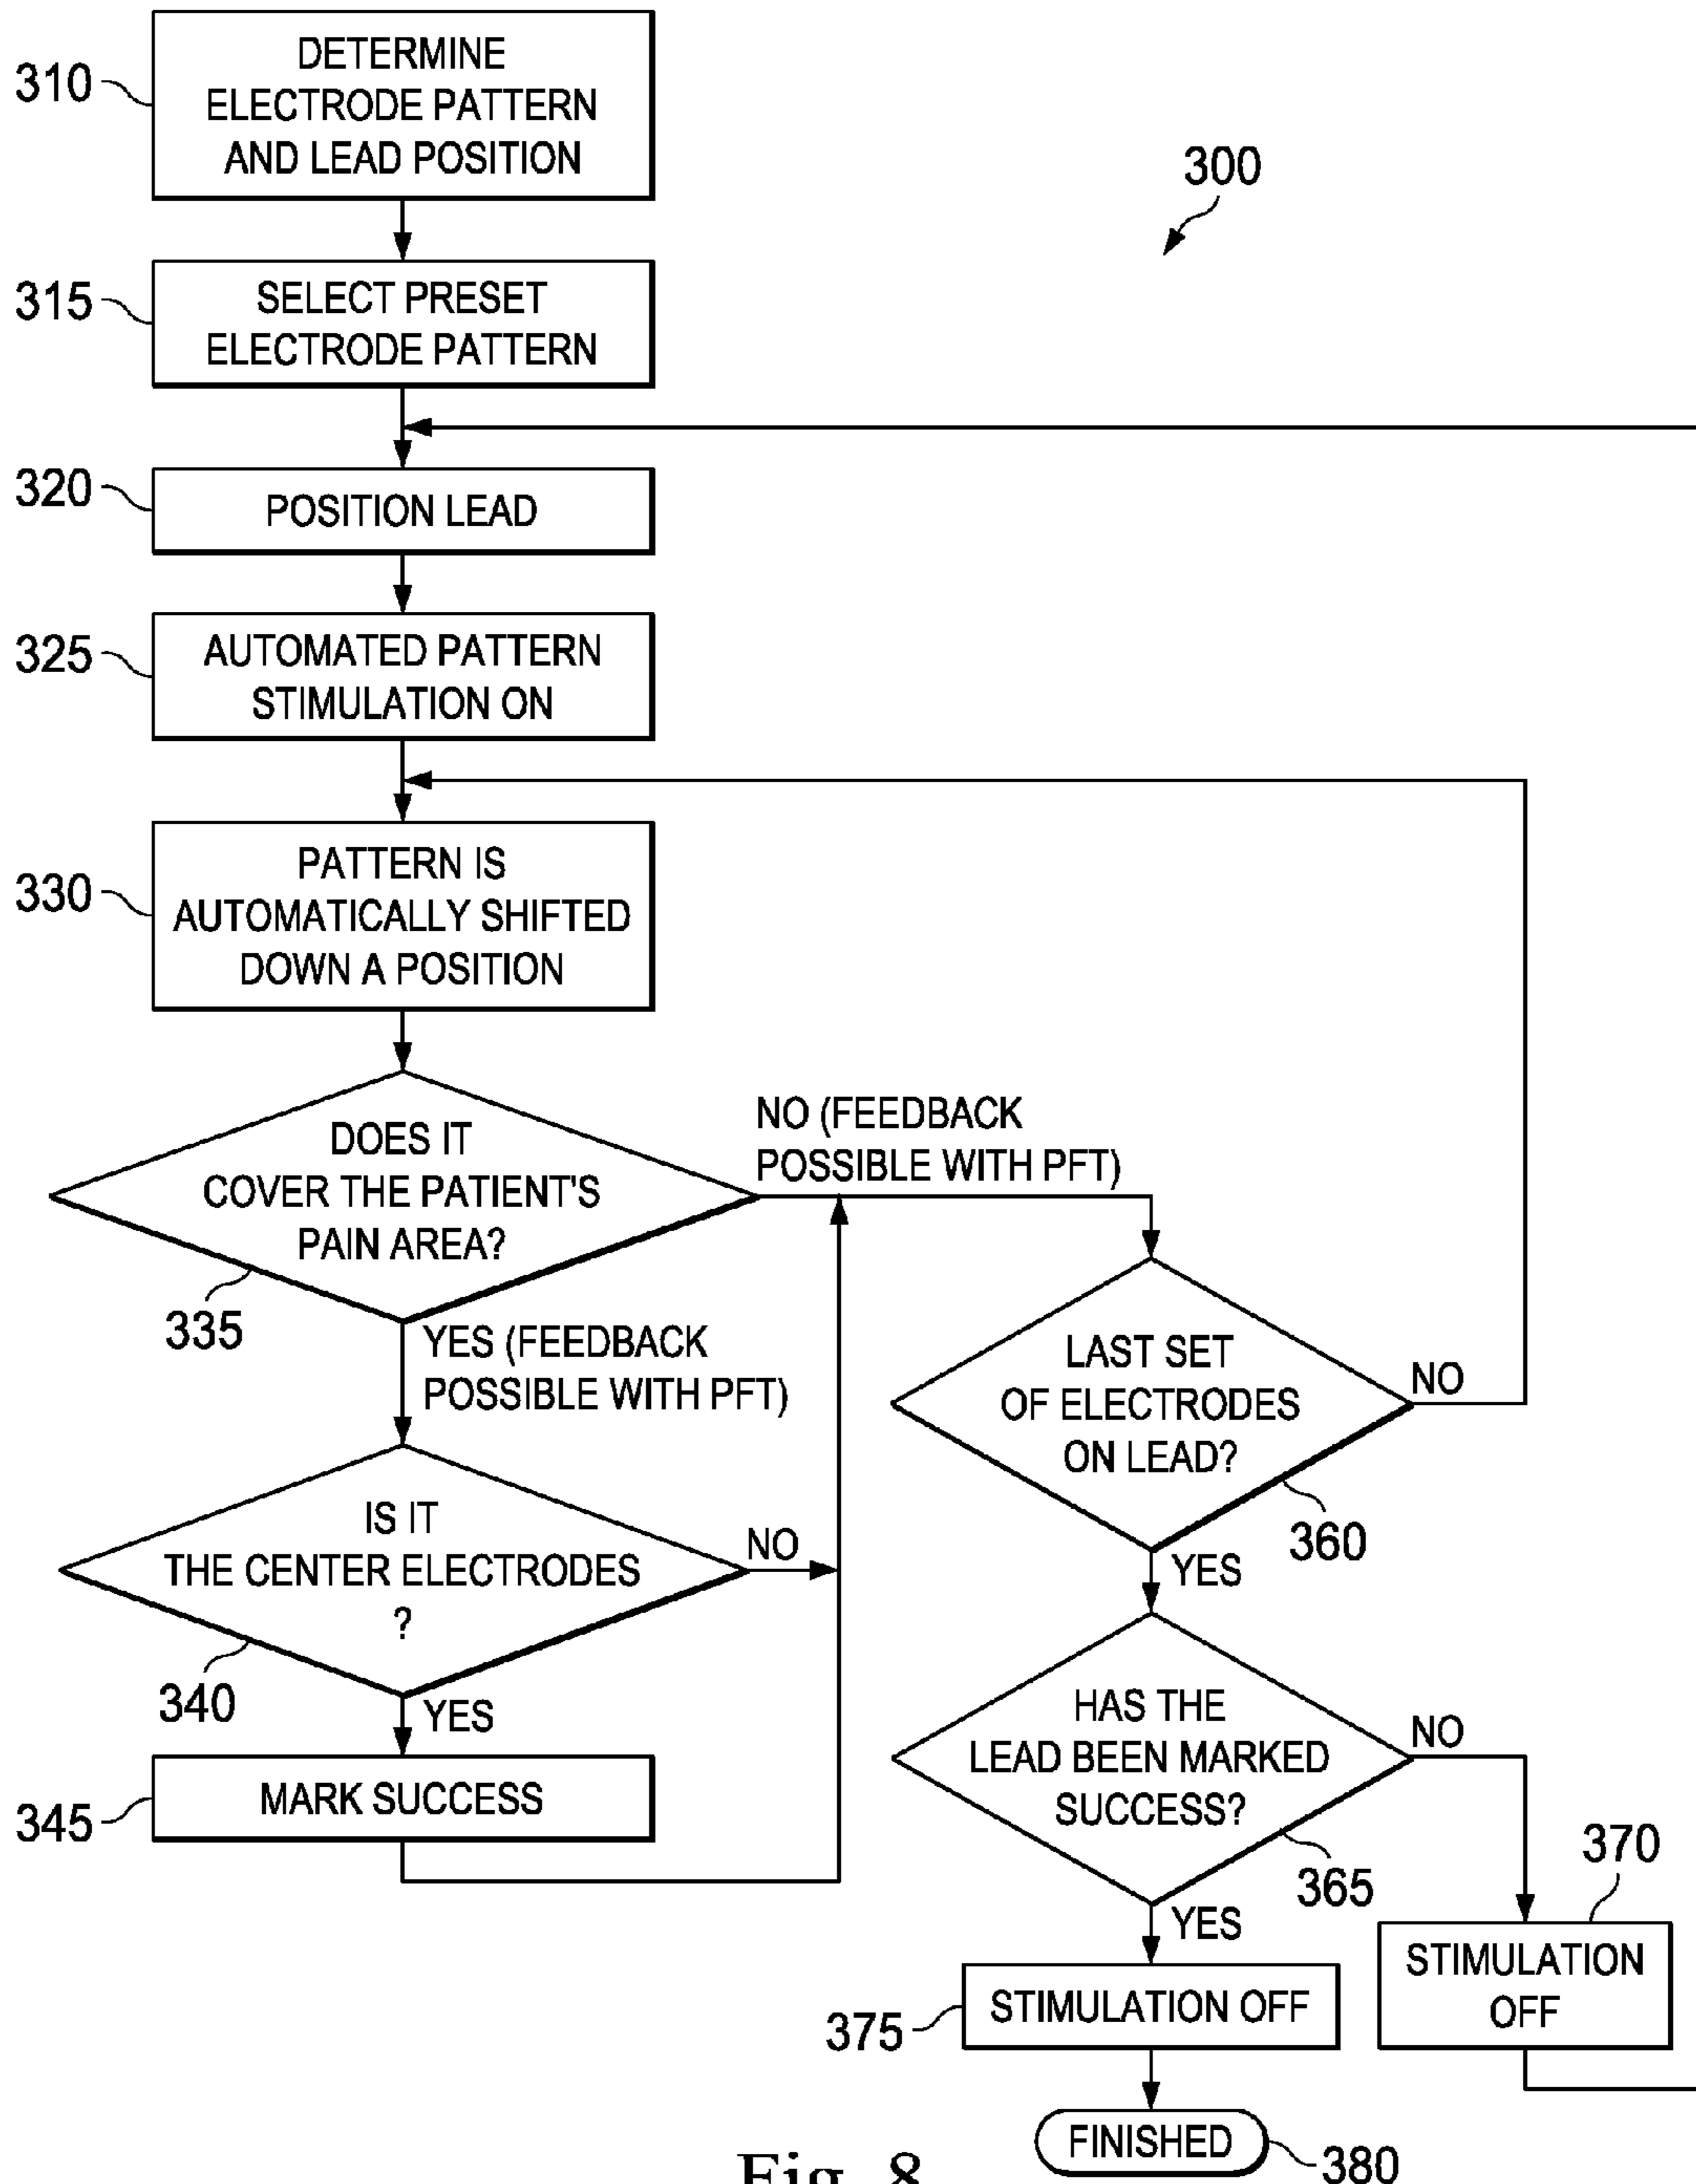 310
DETERMINE
ELECTRODE PATTERN
AND LEAD POSITION
300
315
SELECT PRESET
ELECTRODE PATTERN
320
POSITION LEAD
325
AUTOMATED PATTERN
STIMULATION ON
330
PATTERN IS
AUTOMATICALLY SHIFTED
DOWN A POSITION
DOES IT
COVER THE PATIENT'S
PAIN AREA?
335
NO (FEEDBACK
POSSIBLE WITH PFT)
YES (FEEDBACK
POSSIBLE WITH PFT)
IS IT
THE CENTER ELECTRODES
?
340
NO
YES
345
MARK SUCCESS
LAST SET
OF ELECTRODES
ON LEAD?
NO
360
YES
HAS THE
LEAD BEEN MARKED
SUCCESS?
NO
365
YES
370
STIMULATION
OFF
375
STIMULATION OFF
FINISHED
380
Fig. 8